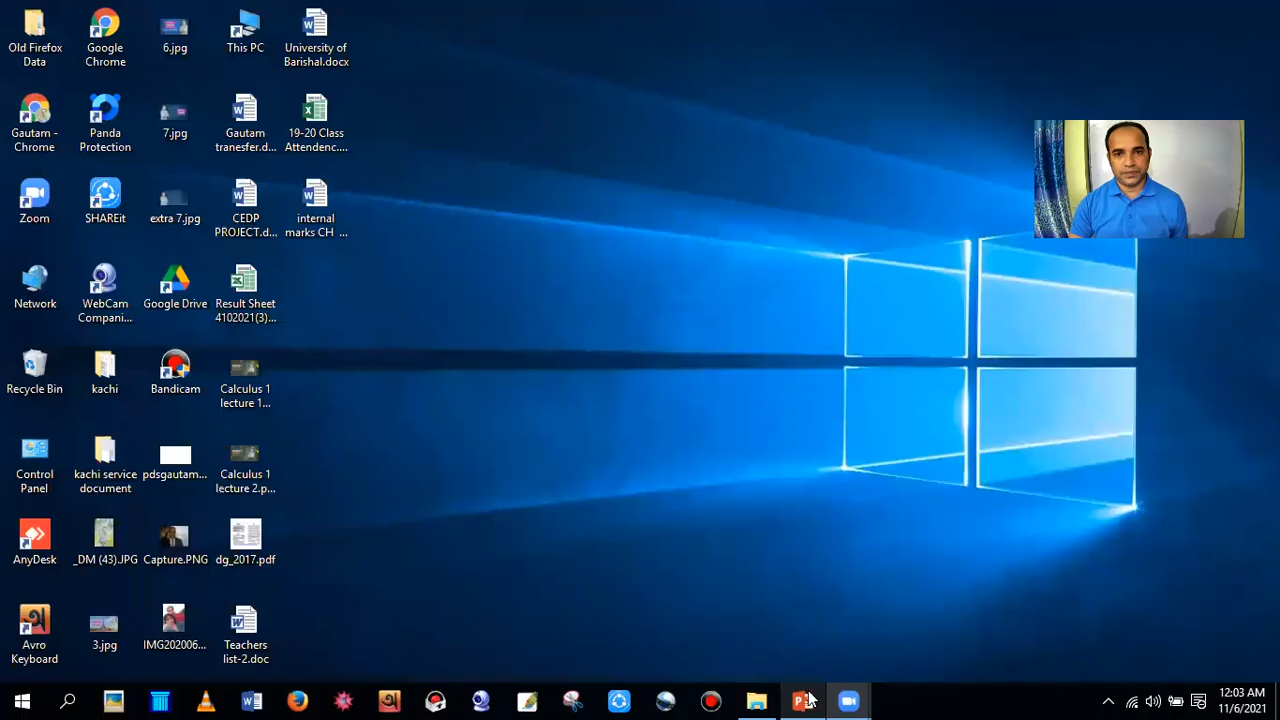 Old Firefox
Data
Google
Chrome
6.jpg
This PC
University of
Barishal.docx
Gautam -
Chrome
Panda
Protection
7.jpg
Gautam
transefer.d...
19-20 Class
Attendenc....
Zoom
SHAREit
extra 7.jpg
CEDP
PROJECT.d...
internal
marks CH ...
Network
WebCam
Compani...
Google Drive
Result Sheet
4102021(3)...
Recycle Bin
kachi
Bandicam
Calculus 1
lecture 1...
Control
Panel
kachi service
document
pdsgautam...
Calculus 1
lecture 2.p...
AnyDesk
_DM (43).JPG
Capture.PNG
dg_2017.pdf
Avro
Keyboard
3.jpg
IMG202006...
Teachers
list-2.doc
12:03 AM
11/6/2021